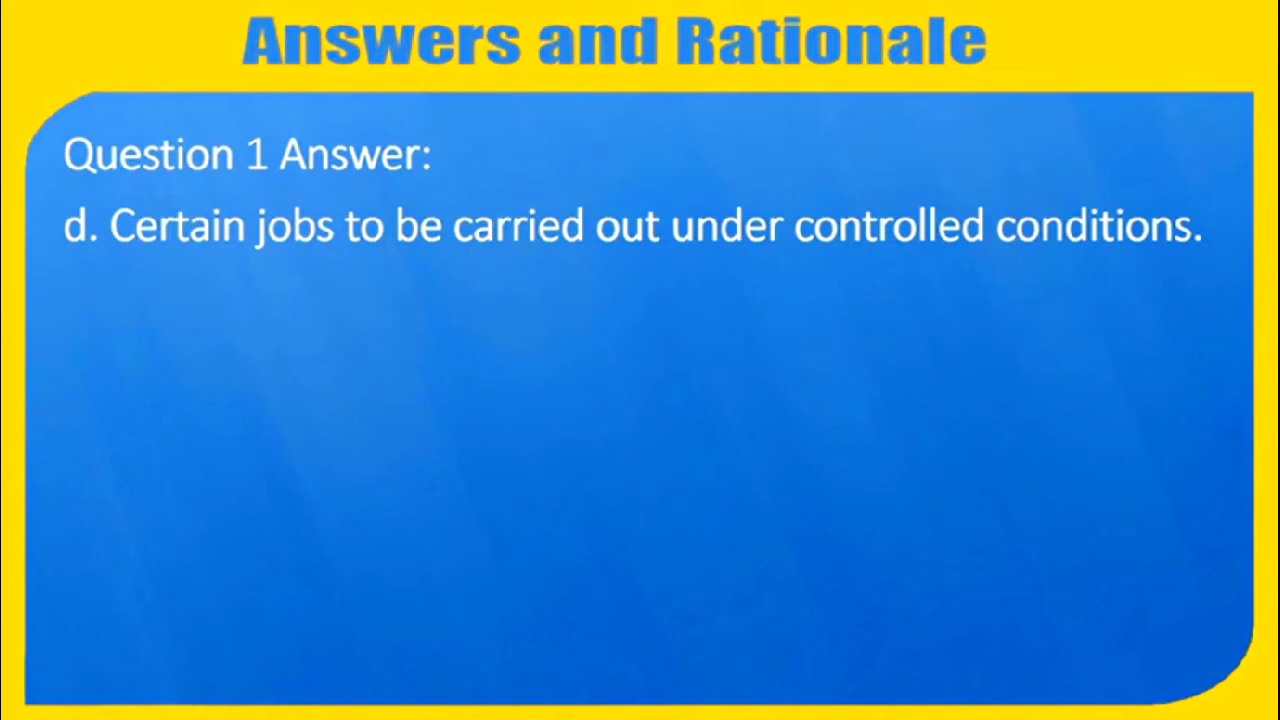 Answers and Rationale
Question 1 Answer:
d. Certain jobs to be carried out under controlled conditions.